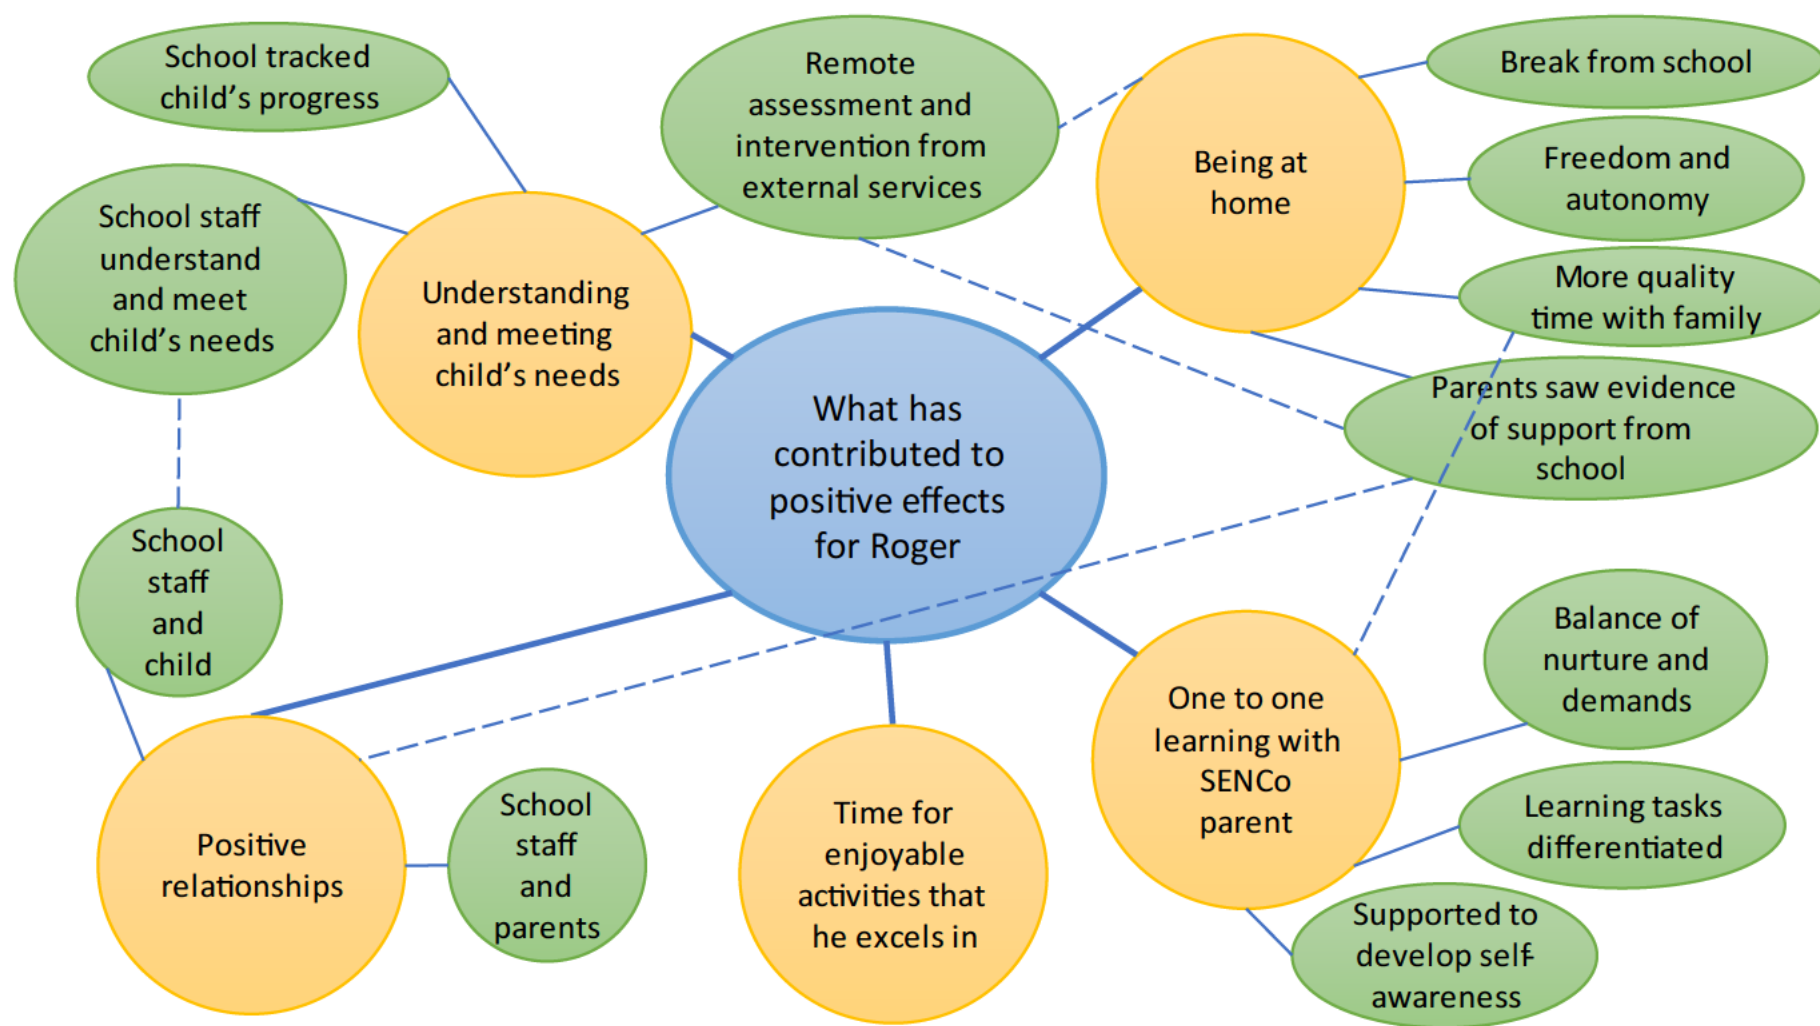 School tracked
child's progress
Remote
assessment and
intervention from
external services
Break from school
Being at
home
Freedom and
autonomy
School staff
understand
and meet
child's needs
More quality
time with family
Understanding
and meeting
child's needs
Parents saw evidence
of support from
school
What has
contributed to
positive effects
for Roger
School
staff
and
child
Balance of
nurture and
demands
One to one
learning with
SENCo
parent
Learning tasks
differentiated
Positive
relationships
School
staff
and
parents
Time for
enjoyable
activities that
he excels in
Supported to
develop self-
awareness